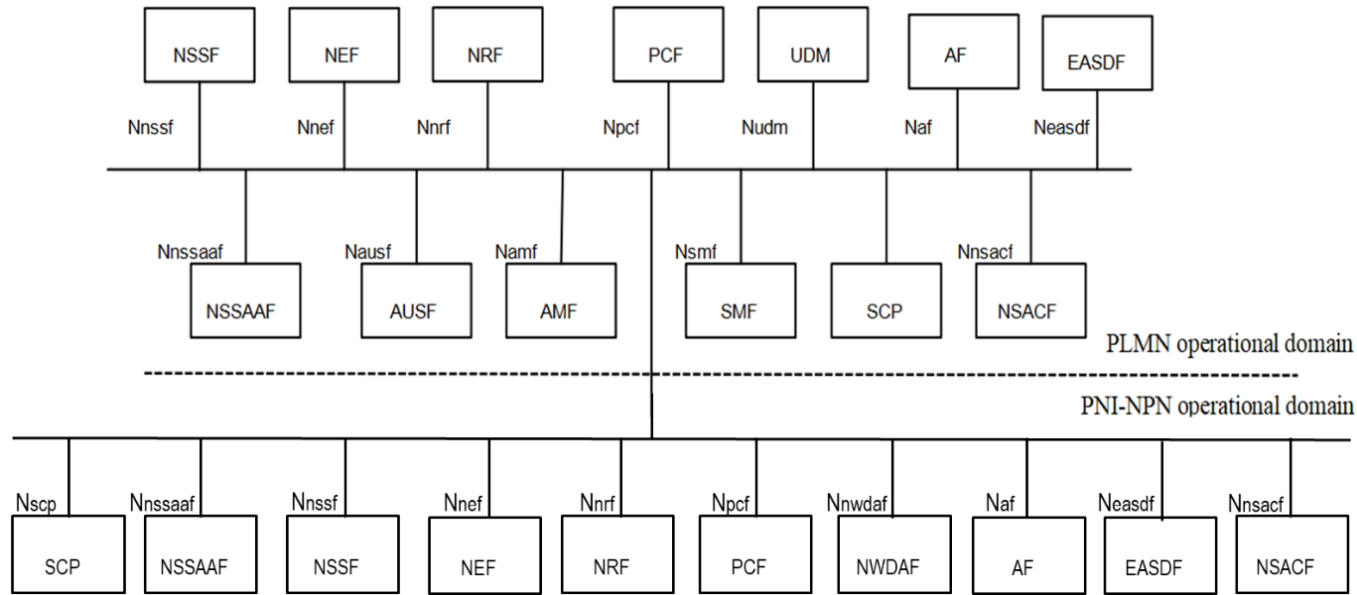 NSSF NEF NRF PCF UDM AF EASDF
Nnssf Nnef Nnrf Npcf Nudm Naf Neasdf
Nnssaaf Nausf Namf Nsmf Nnsacf
NSSAAF AUSF AMF SMF SCP NSACF
PLMN operational domain
PNI-NPN operational domain
Nscp Nnssaaf Nnssf Nnef Nnrf Npcf Nnwdaf Naf Neasdf Nnsacf
SCP NSSAAF NSSF NEF NRF PCF NWDAF AF EASDF NSACF